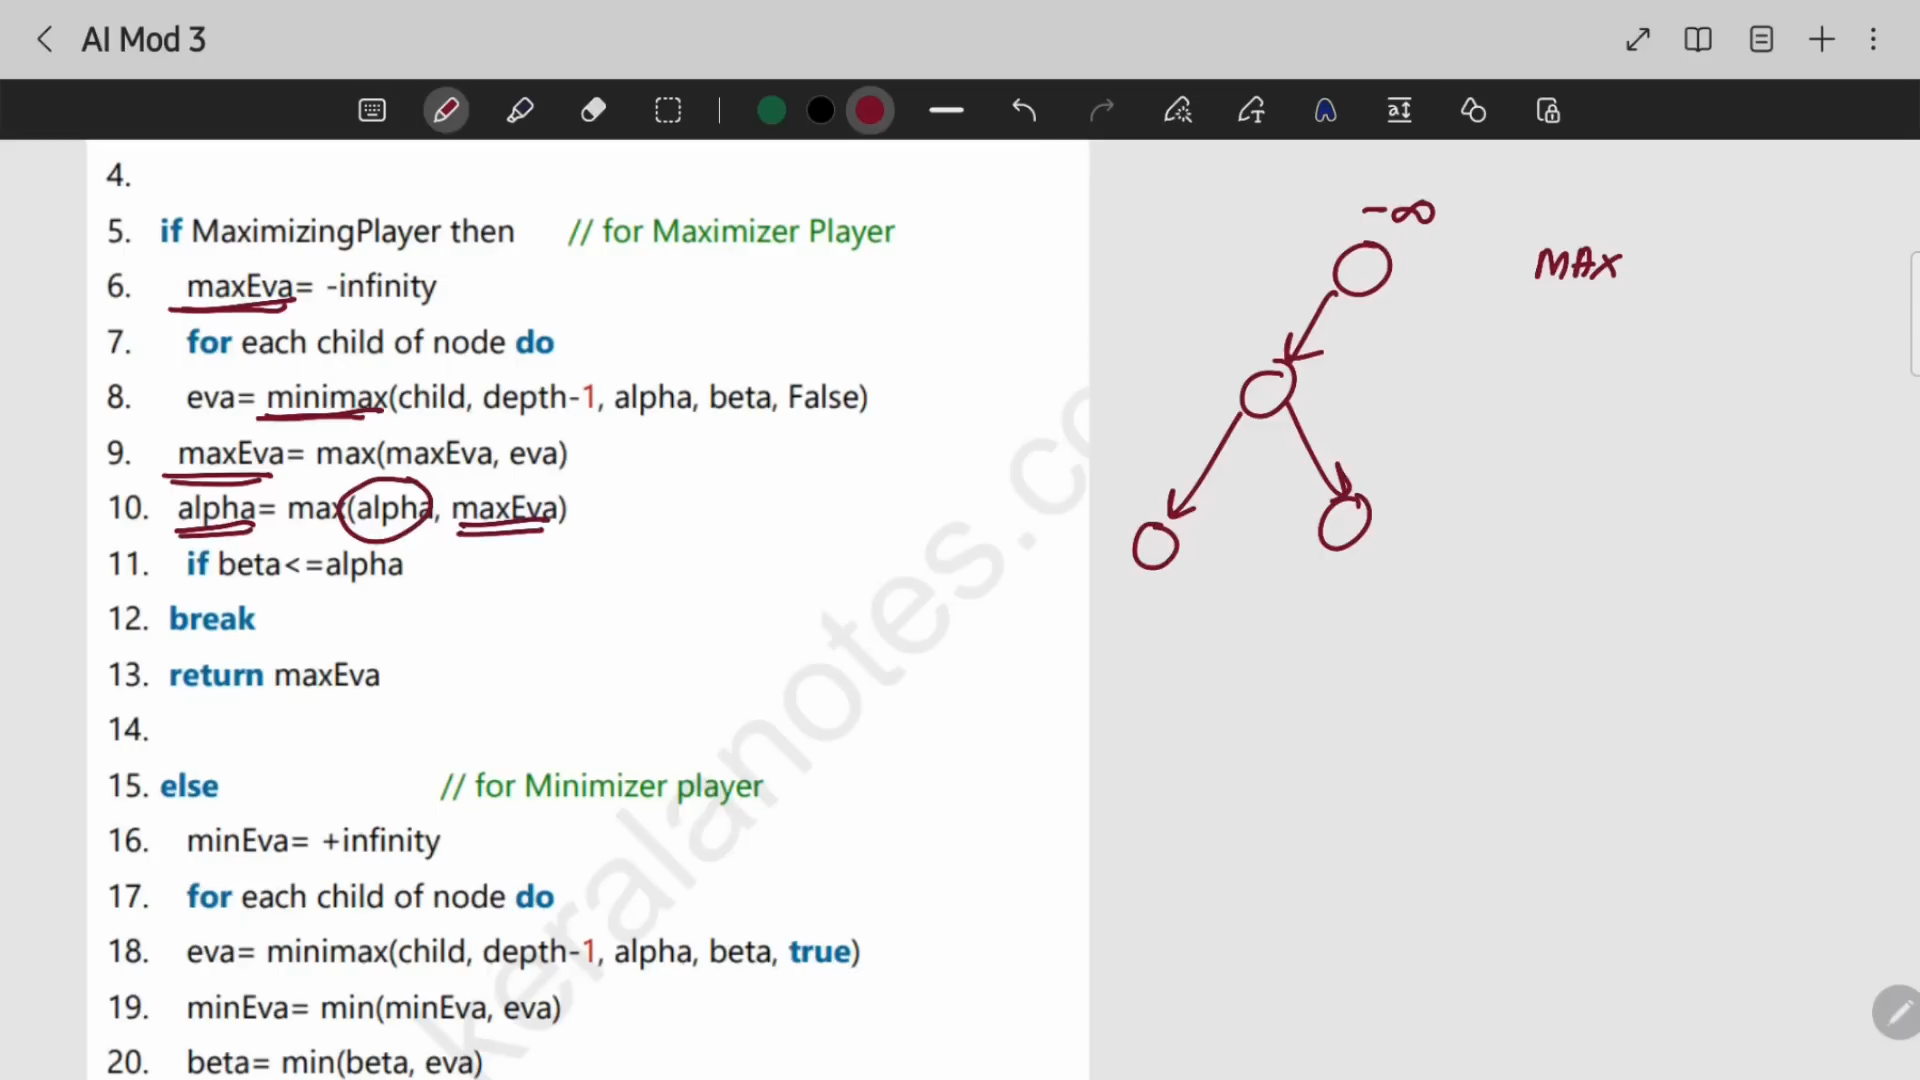 AI Mod 3
4.
5. if MaximizingPlayer then // for Maximizer Player
6. maxEva= -infinity
7. for each child of node do
8. eva= minimax(child, depth-1, alpha, beta, False)
9. maxEva= max(maxEva, eva)
10. alpha= max(alpha, maxEva)
11. if beta<=alpha
12. break
13. return maxEva
14.
15. else // for Minimizer player
16. minEva= +infinity
17. for each child of node do
18. eva= minimax(child, depth-1, alpha, beta, true)
19. minEva= min(minEva, eva)
20. beta= min(beta, eva)
-∞
MAX
keralanotes.co